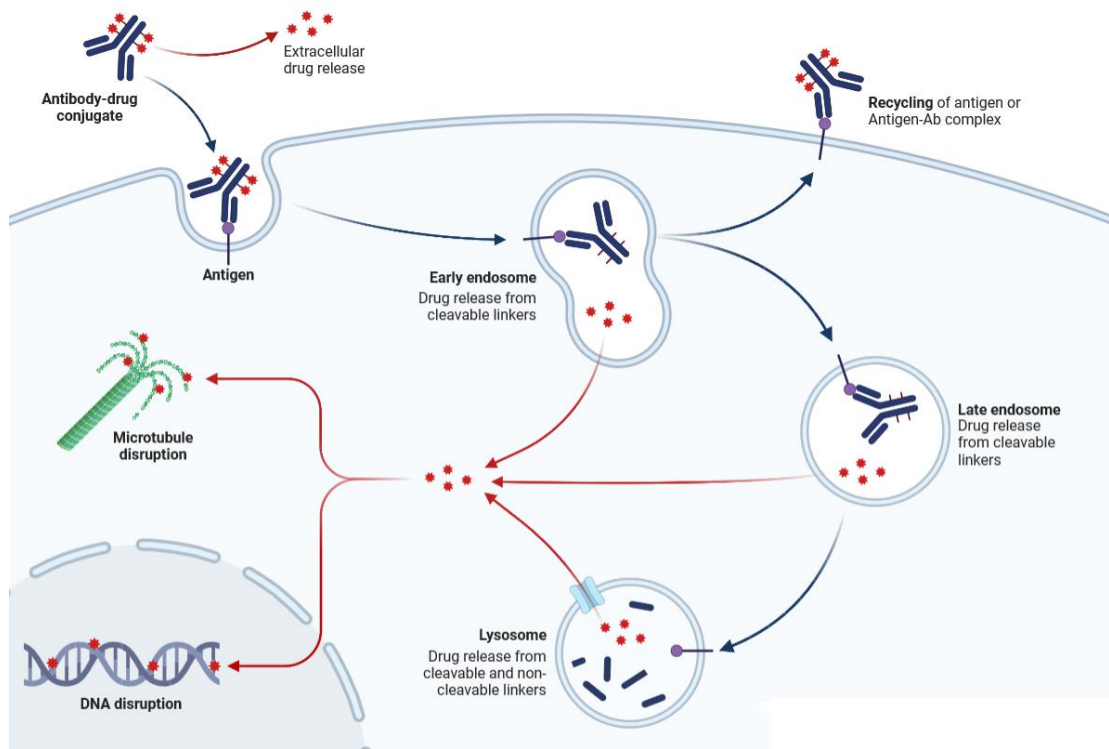 Extracellular
drug release
Antibody-drug
conjugate
Recycling of antigen or
Antigen-Ab complex
Antigen
Early endosome
Drug release from
cleavable linkers
Late endosome
Drug release
from cleavable
linkers
Microtubule
disruption
Lysosome
Drug release from
cleavable and non-
cleavable linkers
DNA disruption